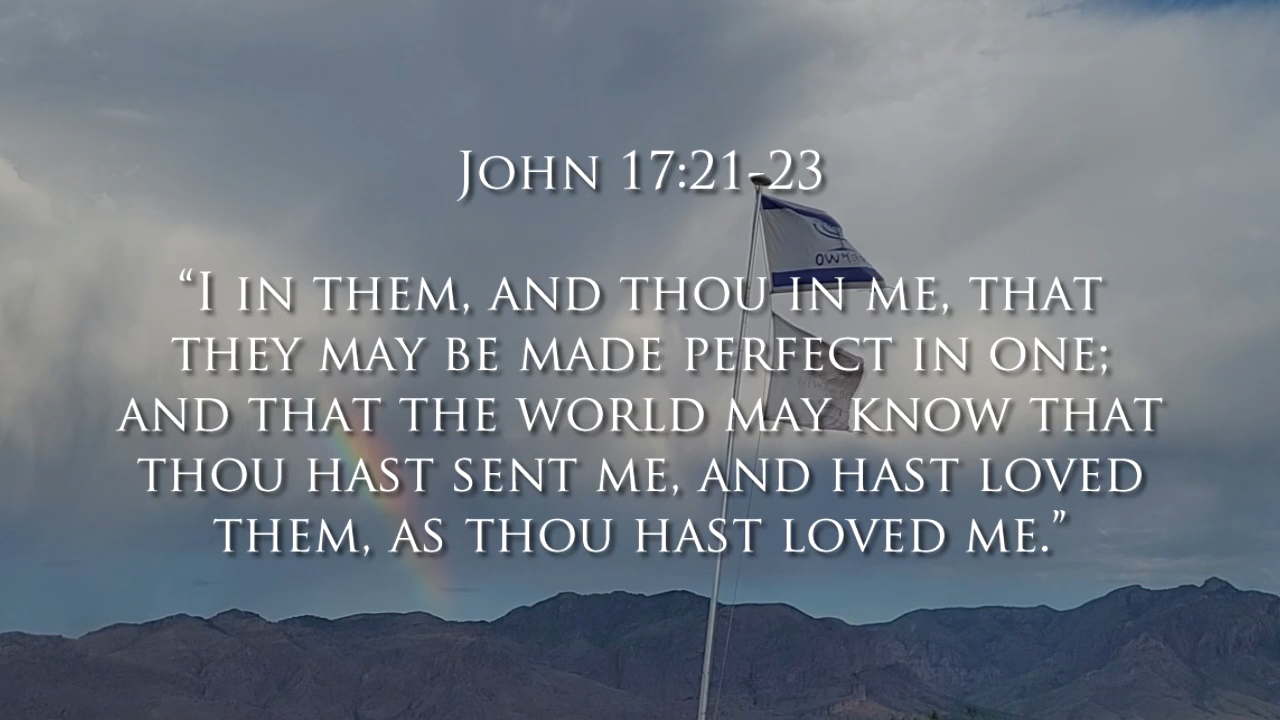 John 17:21-23
“I in them, and thou in me, that
they may be made perfect in one;
and that the world may know that
thou hast sent me, and hast loved
them, as thou hast loved me.”